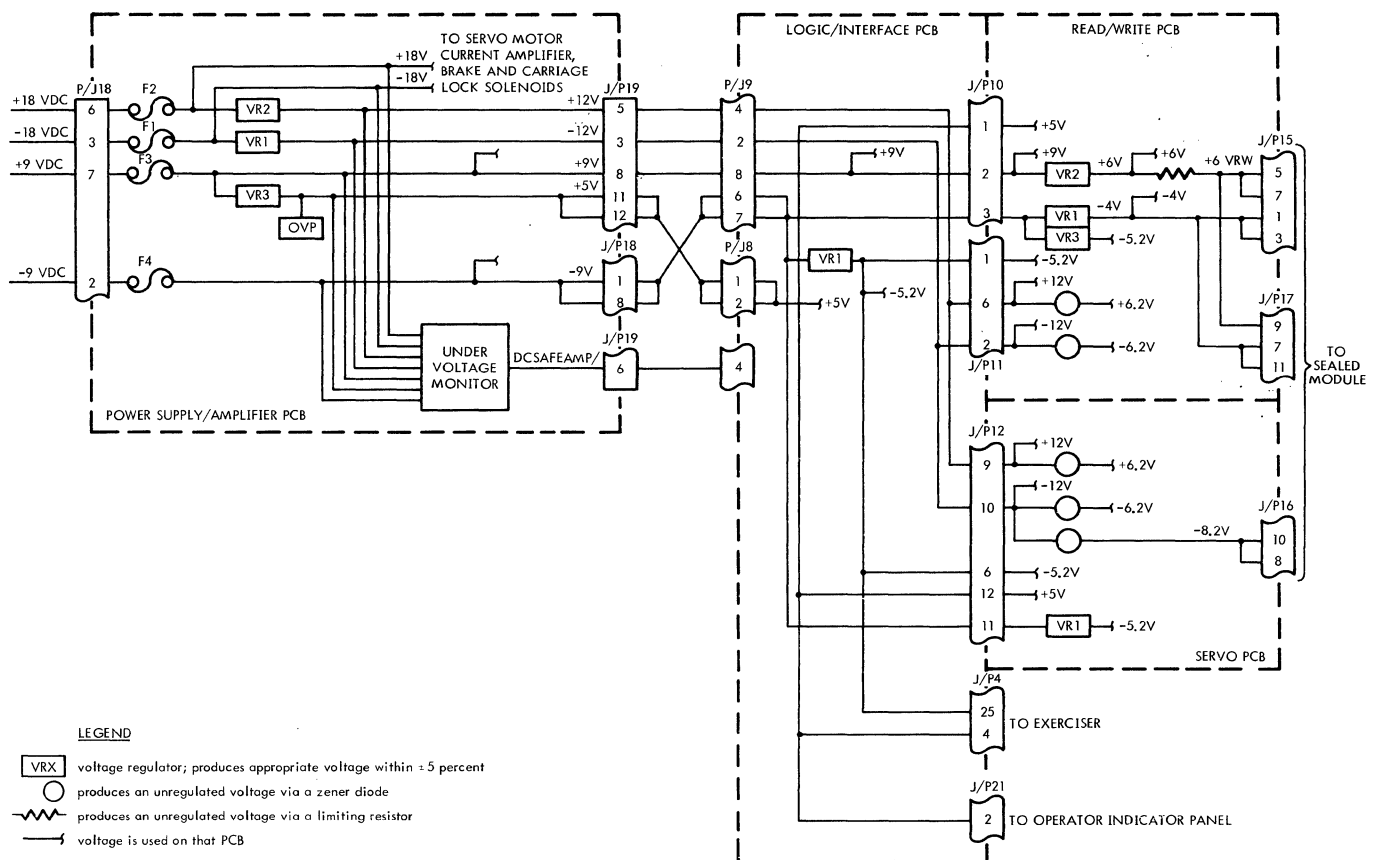 LOGIC/INTERFACE PCB
READ/WRITE PCB
TO SERVO MOTOR
CURRENT AMPLIFIER,
BRAKE AND CARRIAGE
LOCK SOLENOIDS
+18V
-18V
P/J18
+18 VDC
6
F2
VR2
+12V
J/P19
5
-18 VDC
3
F1
VR1
-12V
3
+9 VDC
7
F3
+9V
8
VR3
+5V
11
12
OVP
-9 VDC
2
F4
-9V
J/P18
1
8
UNDER
VOLTAGE
MONITOR
DCSAFEAMP/
J/P19
6
POWER SUPPLY/AMPLIFIER PCB
P/J9
4
2
8
6
7
P/J8
1
2
4
+9V
VR1
-5.2V
+5V
J/P10
1
+5V
2
+9V
VR2
+6V
+6V
+6 VRW
3
VR1
-4V
-4V
VR3
-5.2V
1
-5.2V
6
+12V
+6.2V
2
-12V
-6.2V
J/P11
J/P15
5
7
1
3
J/P17
9
7
11
TO
SEALED
MODULE
J/P12
9
+12V
+6.2V
10
-12V
-6.2V
-8.2V
J/P16
10
8
6
-5.2V
12
+5V
11
VR1
-5.2V
SERVO PCB
J/P4
25
4
TO EXERCISER
J/P21
2
TO OPERATOR INDICATOR PANEL
LEGEND
VRX voltage regulator; produces appropriate voltage within ±5 percent
produces an unregulated voltage via a zener diode
produces an unregulated voltage via a limiting resistor
voltage is used on that PCB